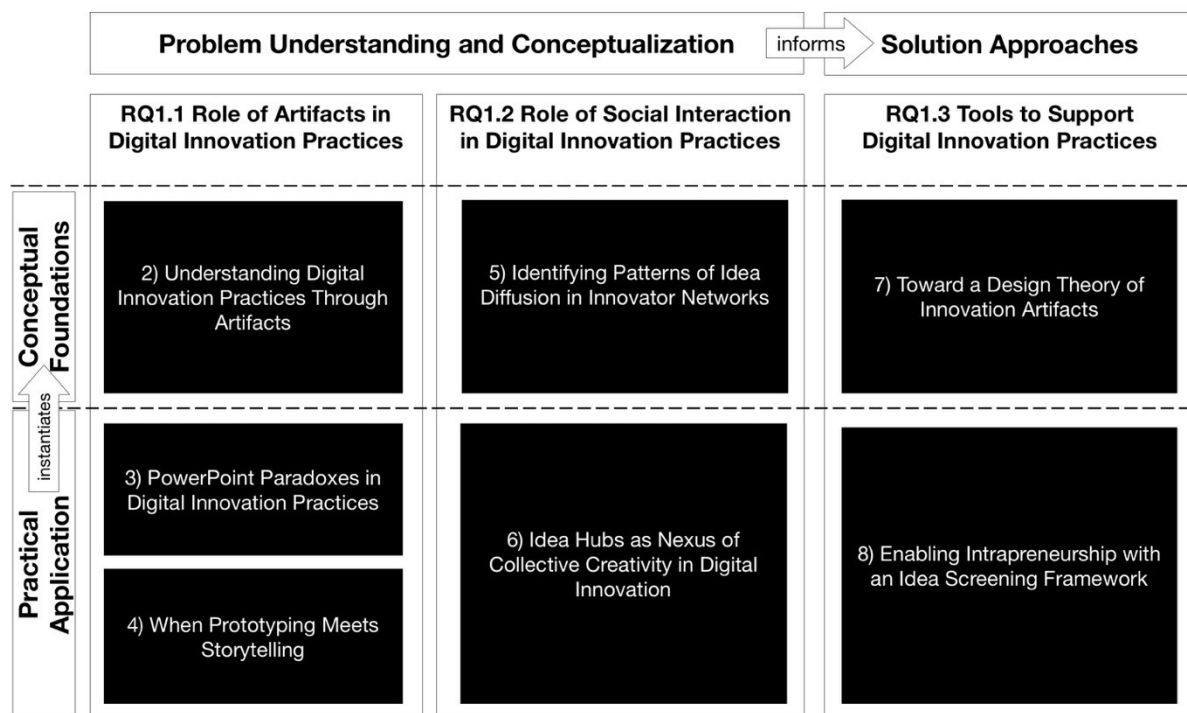 Problem Understanding and Conceptualization
informs
Solution Approaches
RQ1.1 Role of Artifacts in
Digital Innovation Practices
RQ1.2 Role of Social Interaction
in Digital Innovation Practices
RQ1.3 Tools to Support
Digital Innovation Practices
Conceptual
Foundations
2) Understanding Digital
Innovation Practices Through
Artifacts
5) Identifying Patterns of Idea
Diffusion in Innovator Networks
7) Toward a Design Theory of
Innovation Artifacts
instantiates
Practical
Application
3) PowerPoint Paradoxes in
Digital Innovation Practices
4) When Prototyping Meets
Storytelling
6) Idea Hubs as Nexus of
Collective Creativity in Digital
Innovation
8) Enabling Intrapreneurship with
an Idea Screening Framework